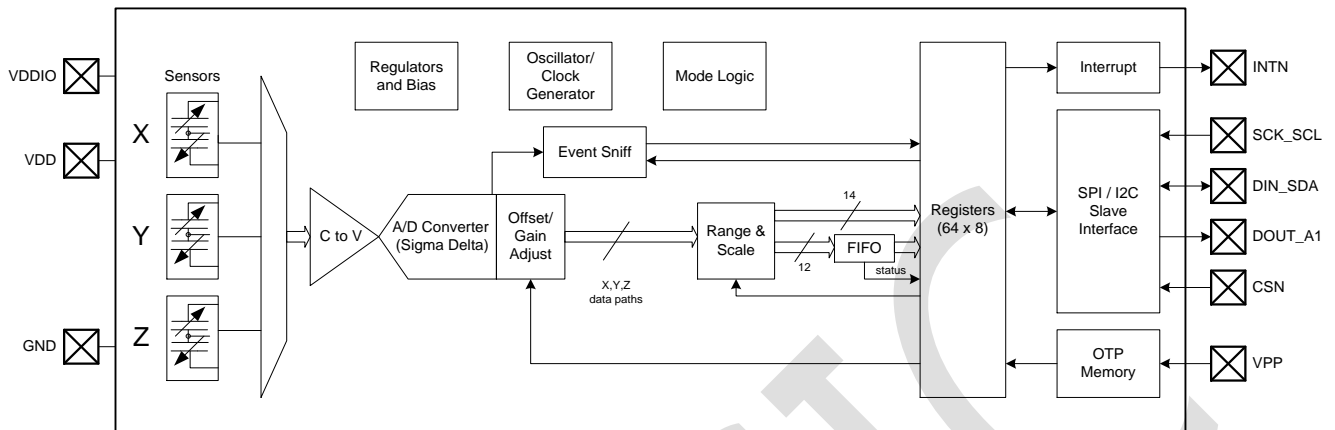 VDDIO
VDD
GND
Sensors
X
Y
Z
Regulators
and Bias
Oscillator/
Clock
Generator
Mode Logic
Event Sniff
C to V
A/D Converter
(Sigma Delta)
Offset/
Gain
Adjust
X,Y,Z
data paths
Range &
Scale
14
12
FIFO
status
Registers
(64 x 8)
Interrupt
SPI / I2C
Slave
Interface
OTP
Memory
INTN
SCK_SCL
DIN_SDA
DOUT_A1
CSN
VPP